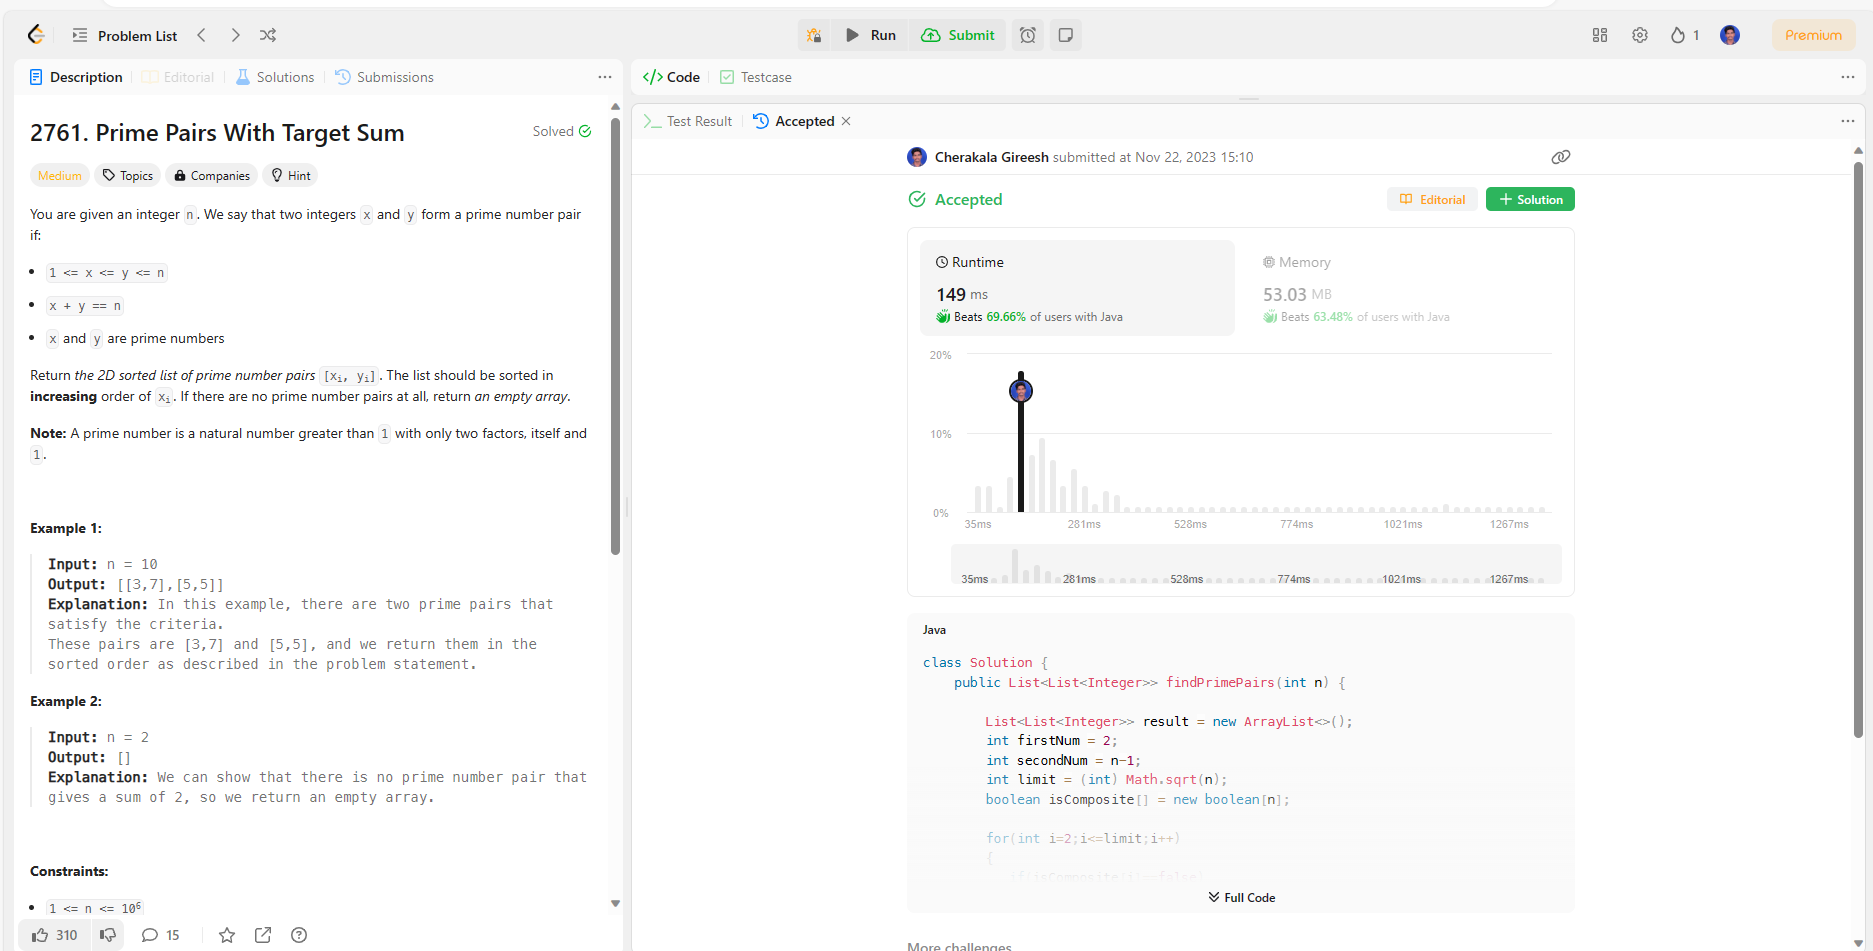 Problem List
Run
Submit
1
Premium
Description
Editorial
Solutions
Submissions
2761. Prime Pairs With Target Sum
Solved
Medium
Topics
Companies
Hint
You are given an integer n. We say that two integers x and y form a prime number pair
if:
1 <= x <= y <= n
x + y == n
x and y are prime numbers
Return the 2D sorted list of prime number pairs [xi, yi]. The list should be sorted in
increasing order of xi. If there are no prime number pairs at all, return an empty array.
Note: A prime number is a natural number greater than 1 with only two factors, itself and
1.
Example 1:
Input: n = 10
Output: [[3,7],[5,5]]
Explanation: In this example, there are two prime pairs that
satisfy the criteria.
These pairs are [3,7] and [5,5], and we return them in the
sorted order as described in the problem statement.
Example 2:
Input: n = 2
Output: []
Explanation: We can show that there is no prime number pair that
gives a sum of 2, so we return an empty array.
Constraints:
1 <= n <= 10⁶
310
15
Code
Testcase
Test Result
Accepted
Cherakala Gireesh submitted at Nov 22, 2023 15:10
Accepted
Editorial
Solution
Runtime
149 ms
Beats 69.66% of users with Java
Memory
53.03 MB
Beats 63.48% of users with Java
20%
10%
0%
35ms 281ms 528ms 774ms 1021ms 1267ms
35ms 281ms 528ms 774ms 1021ms 1267ms
Java
class Solution {
public List<List<Integer>> findPrimePairs(int n) {
List<List<Integer>> result = new ArrayList<>();
int firstNum = 2;
int secondNum = n-1;
int limit = (int) Math.sqrt(n);
boolean isComposite[] = new boolean[n];
for(int i=2;i<=limit;i++)
{
if(isComposite[i]==false)
Full Code
More challenges